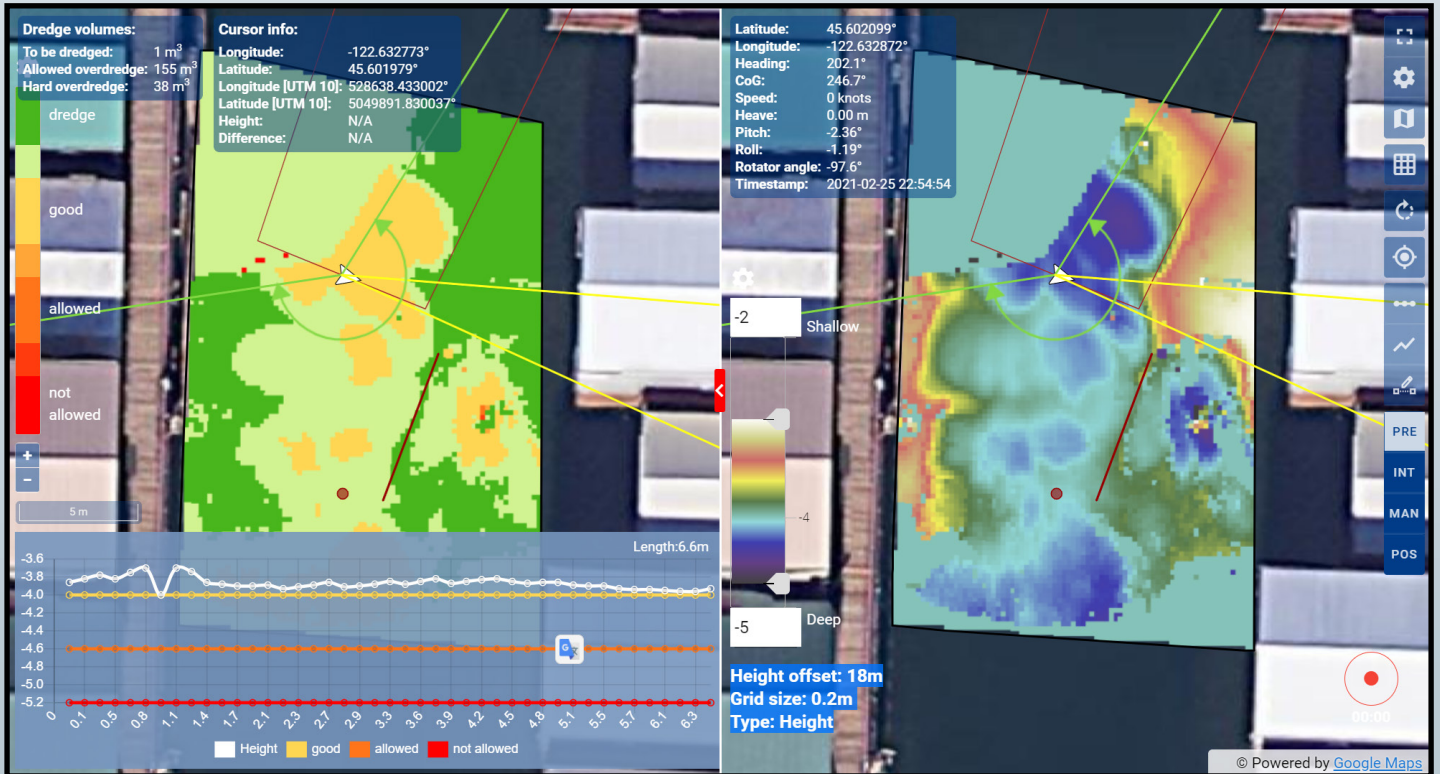 Dredge volumes:
To be dredged: 1 m³
Allowed overdredge: 155 m³
Hard overdredge: 38 m³
Cursor info:
Longitude: -122.632773°
Latitude: 45.601979°
Longitude [UTM 10]: 528638.433002°
Latitude [UTM 10]: 5049891.830037°
Height: N/A
Difference: N/A
dredge
good
allowed
not
allowed
+
−
5 m
Length:6.6m
-3.6
-3.8
-4.0
-4.2
-4.4
-4.6
-4.8
-5.0
-5.2
0 0.1 0.5 0.8 1.1 1.4 1.7 2.1 2.3 2.6 2.9 3.3 3.6 3.9 4.2 4.5 4.8 5.1 5.5 5.7 6.1 6.3
Height good allowed not allowed
Latitude: 45.602099°
Longitude: -122.632872°
Heading: 202.1°
CoG: 246.7°
Speed: 0 knots
Heave: 0.00 m
Pitch: -2.36°
Roll: -1.19°
Rotator angle: -97.6°
Timestamp: 2021-02-25 22:54:54
-2
Shallow
-4
-5
Deep
Height offset: 18m
Grid size: 0.2m
Type: Height
PRE
INT
MAN
POS
00:00
© Powered by Google Maps